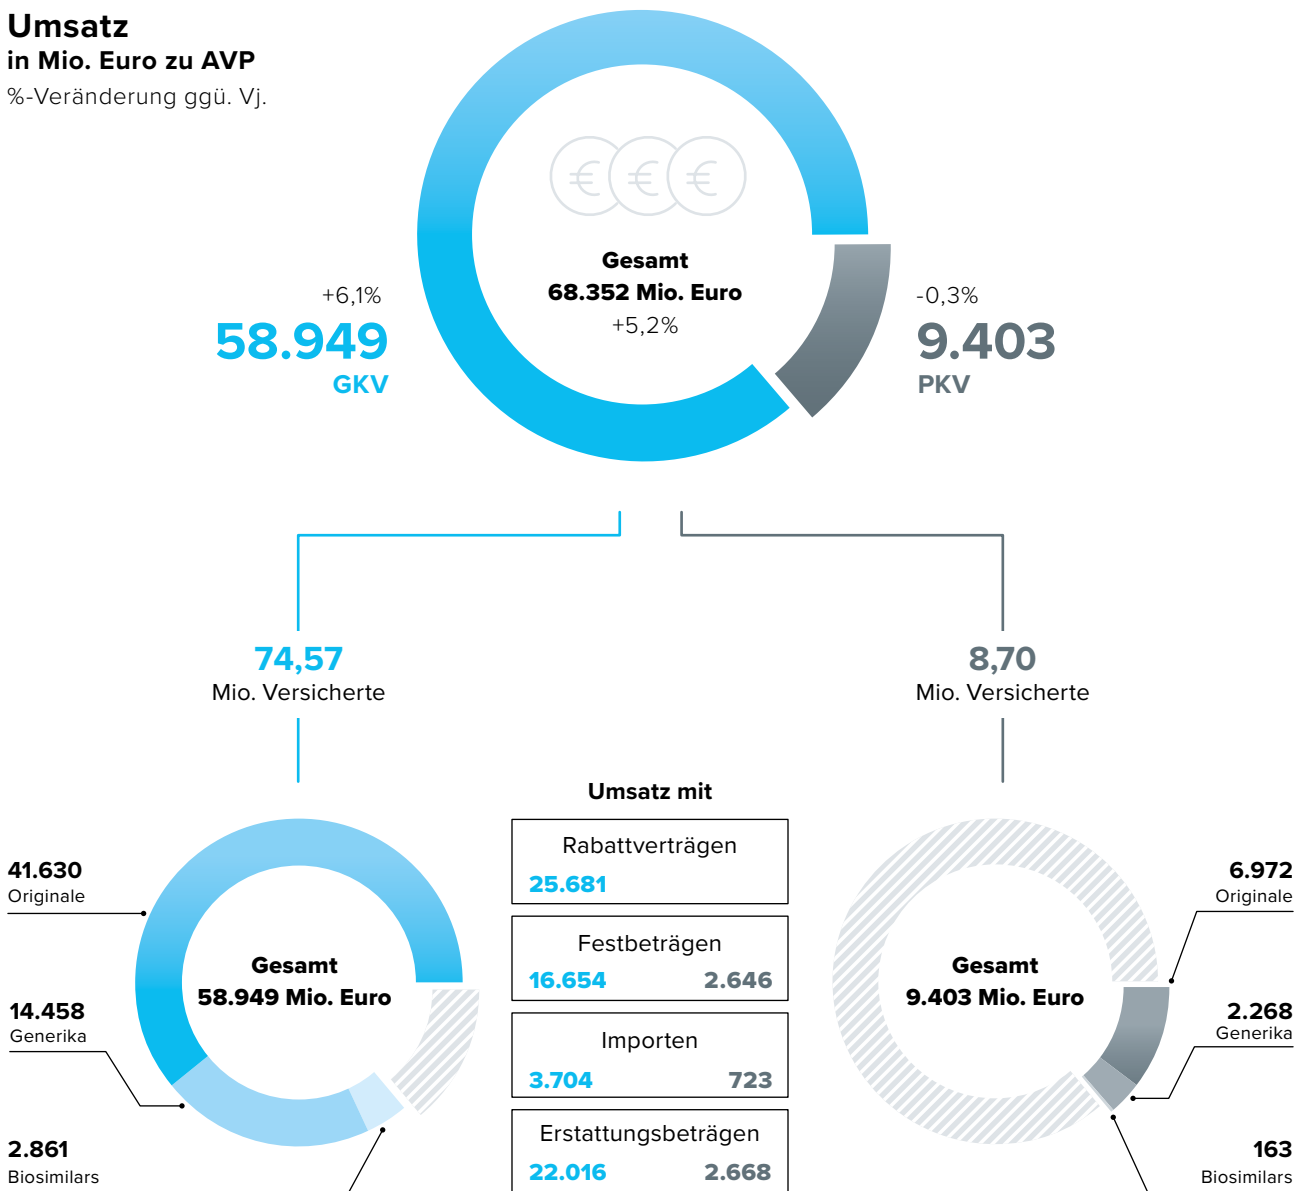 Umsatz
in Mio. Euro zu AVP
%-Veränderung ggü. Vj.
Gesamt
68.352 Mio. Euro
+5,2%
+6,1%
58.949
GKV
-0,3%
9.403
PKV
74,57
Mio. Versicherte
8,70
Mio. Versicherte
41.630
Originale
14.458
Generika
2.861
Biosimilars
Gesamt
58.949 Mio. Euro
Umsatz mit
Rabattverträgen
25.681
Festbeträgen
16.654 2.646
Importen
3.704 723
Erstattungsbeträgen
22.016 2.668
Gesamt
9.403 Mio. Euro
6.972
Originale
2.268
Generika
163
Biosimilars